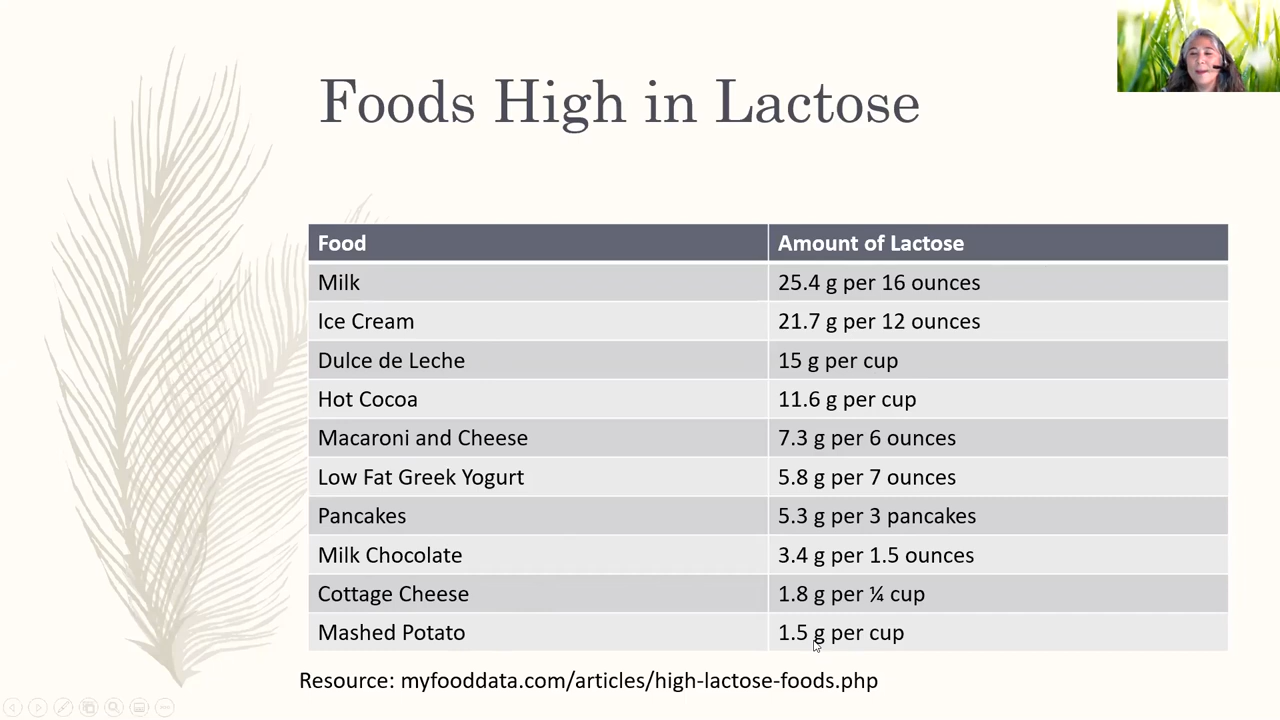 Foods High in Lactose
Food Amount of Lactose
Milk 25.4 g per 16 ounces
Ice Cream 21.7 g per 12 ounces
Dulce de Leche 15 g per cup
Hot Cocoa 11.6 g per cup
Macaroni and Cheese 7.3 g per 6 ounces
Low Fat Greek Yogurt 5.8 g per 7 ounces
Pancakes 5.3 g per 3 pancakes
Milk Chocolate 3.4 g per 1.5 ounces
Cottage Cheese 1.8 g per ¼ cup
Mashed Potato 1.5 g per cup
Resource: myfooddata.com/articles/high-lactose-foods.php